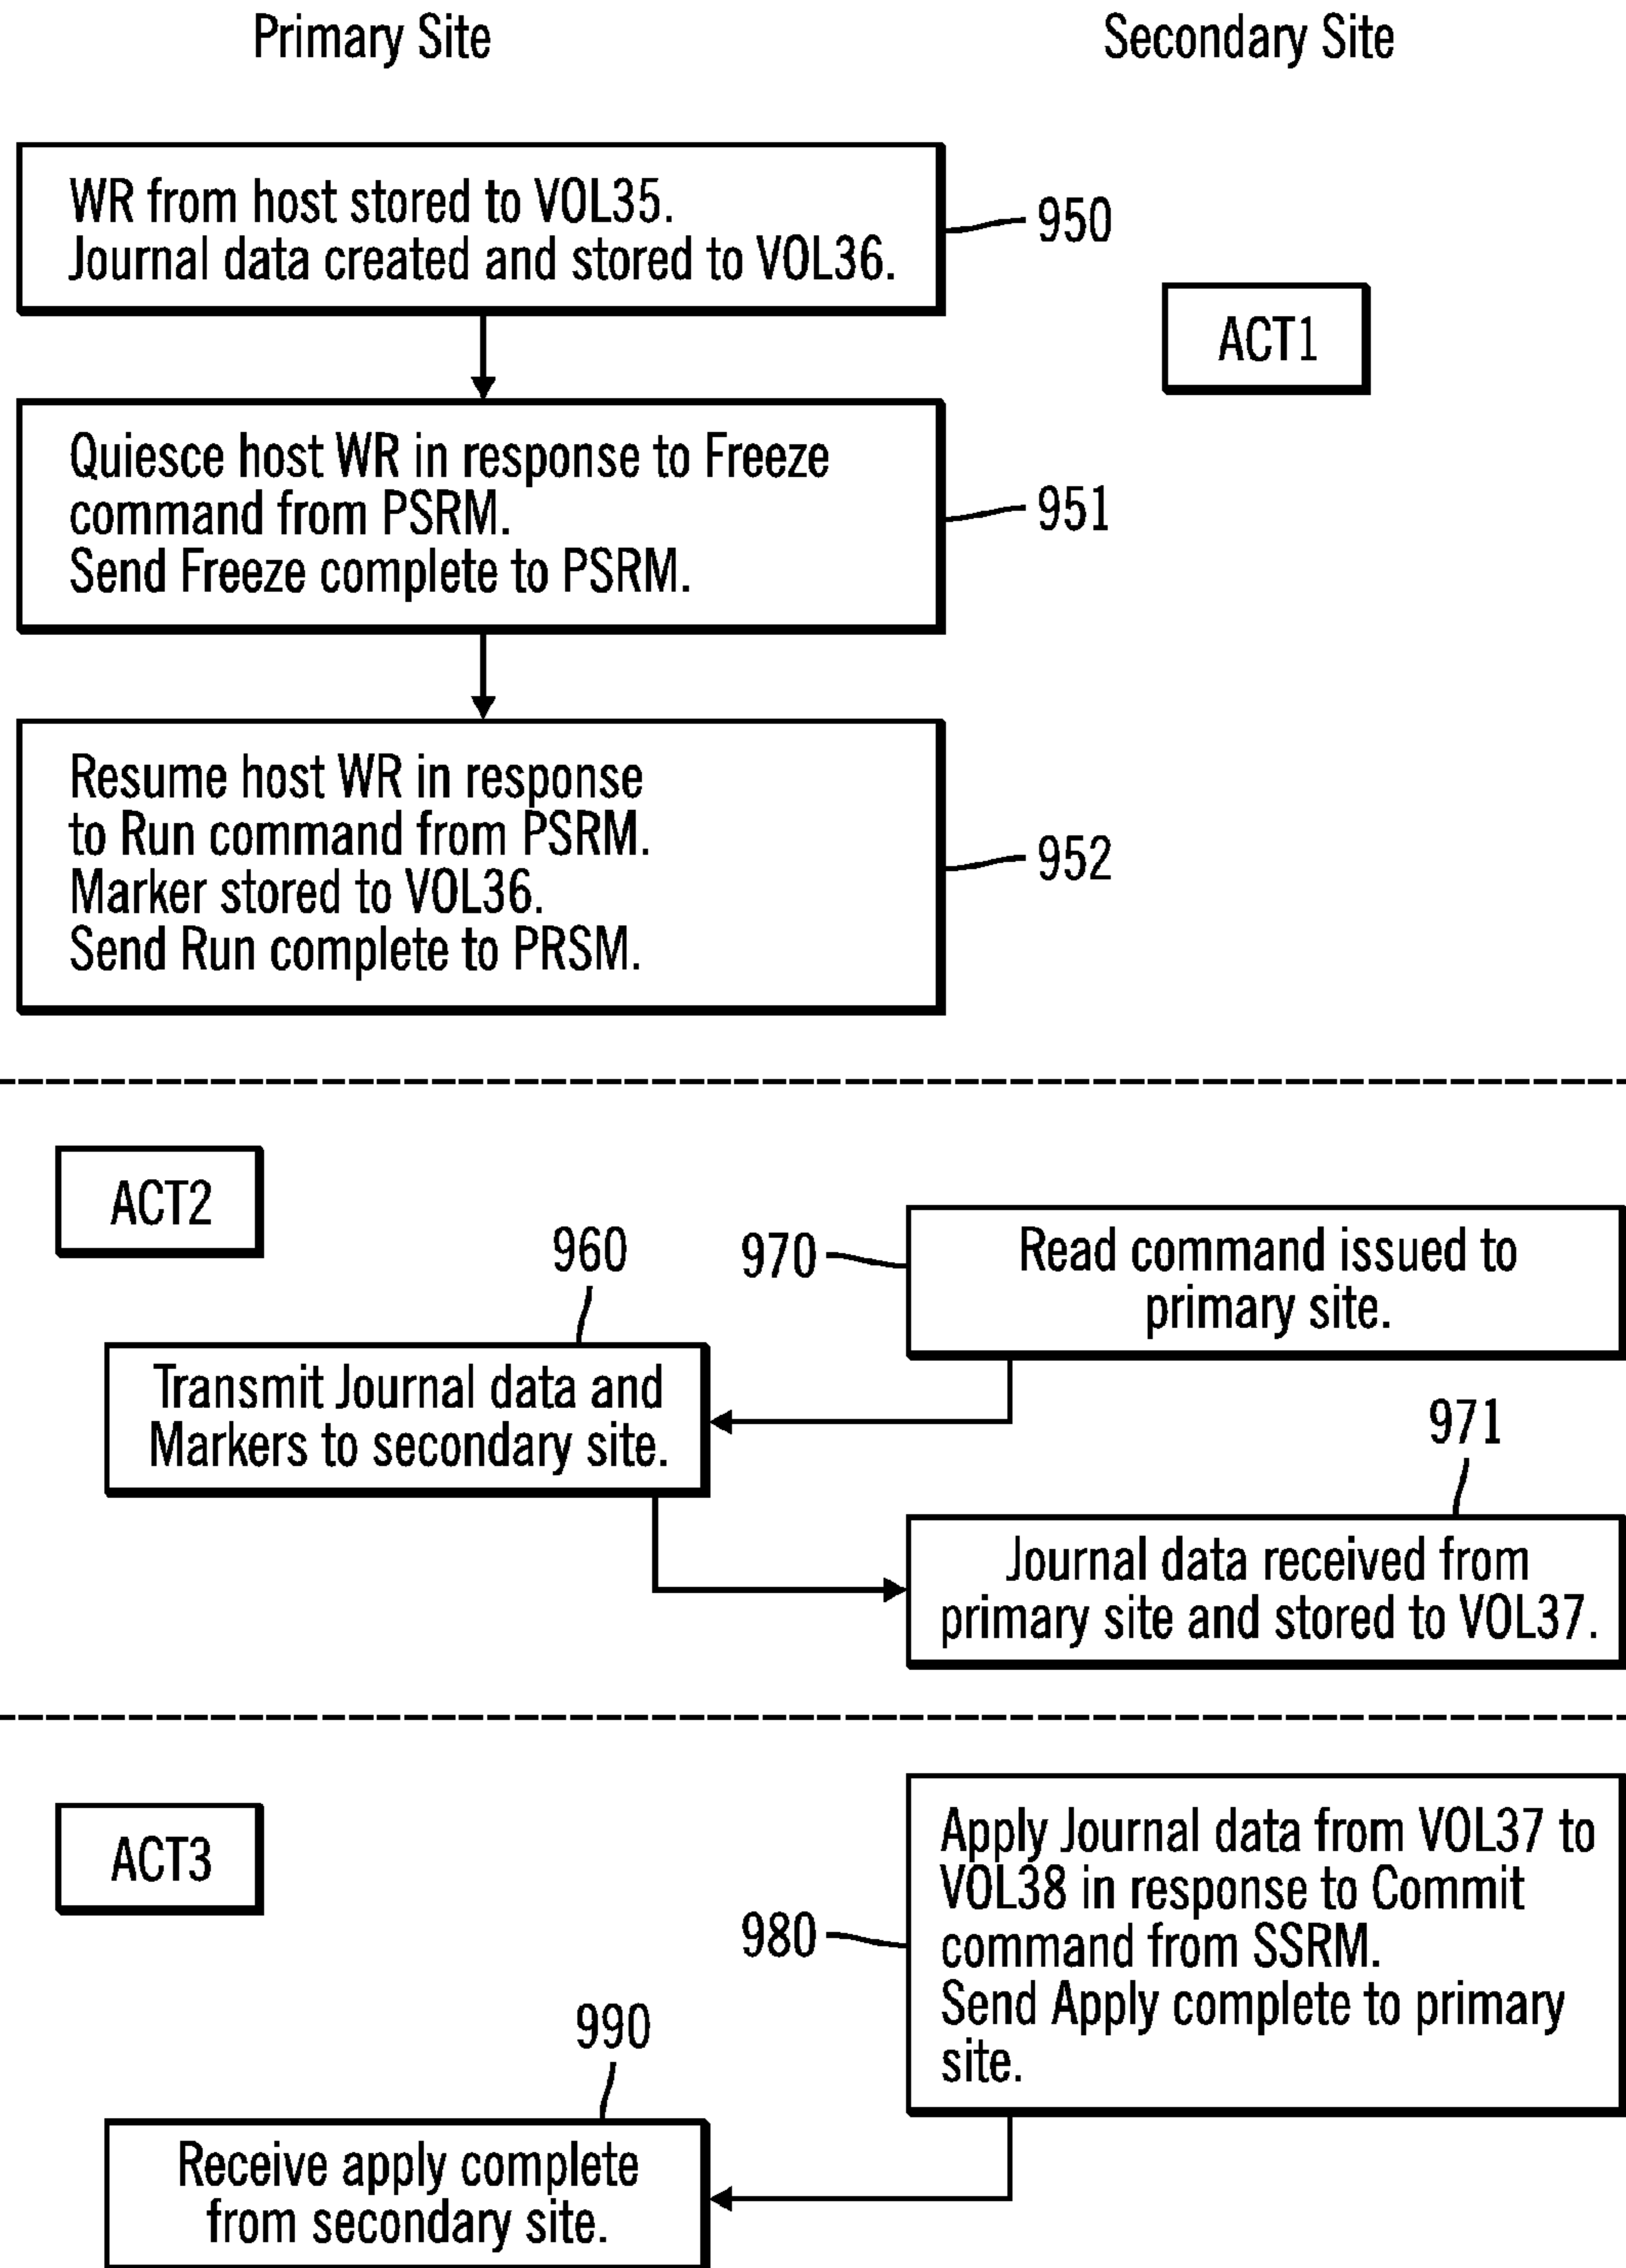 Primary Site
Secondary Site
WR from host stored to VOL35.
Journal data created and stored to VOL36.
950
ACT1
Quiesce host WR in response to Freeze
command from PSRM.
Send Freeze complete to PSRM.
951
Resume host WR in response
to Run command from PSRM.
Marker stored to VOL36.
Send Run complete to PRSM.
952
ACT2
960
970
Read command issued to
primary site.
Transmit Journal data and
Markers to secondary site.
971
Journal data received from
primary site and stored to VOL37.
ACT3
980
Apply Journal data from VOL37 to
VOL38 in response to Commit
command from SSRM.
Send Apply complete to primary
site.
990
Receive apply complete
from secondary site.